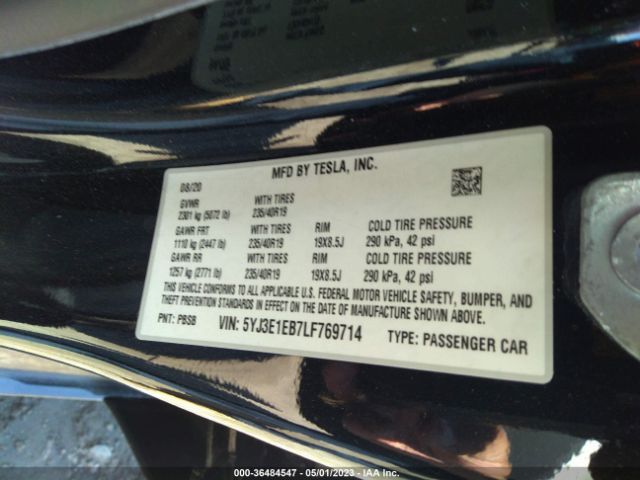 MFD BY TESLA, INC.
08/20
GVWR WITH TIRES
2301 kg (5072 lb) 235/40R19
GAWR FRT WITH TIRES RIM COLD TIRE PRESSURE
1110 kg (2447 lb) 235/40R19 19X8.5J 290 kPa, 42 psi
GAWR RR WITH TIRES RIM COLD TIRE PRESSURE
1257 kg (2771 lb) 235/40R19 19X8.5J 290 kPa, 42 psi
THIS VEHICLE CONFORMS TO ALL APPLICABLE U.S. FEDERAL MOTOR VEHICLE SAFETY, BUMPER, AND
THEFT PREVENTION STANDARDS IN EFFECT ON THE DATE OF MANUFACTURE SHOWN ABOVE.
PNT: PBSB VIN: 5YJ3E1EB7LF769714 TYPE: PASSENGER CAR
000-36484547 - 05/01/2023 - IAA Inc.